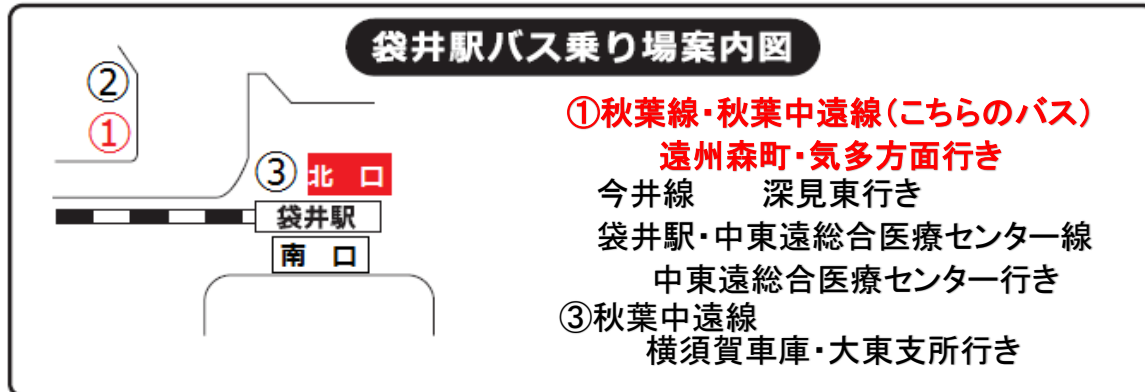 袋井駅バス乗り場案内図
②
①
③
北 口
袋井駅
南 口
①秋葉線・秋葉中遠線(こちらのバス)
遠州森町・気多方面行き
今井線 深見東行き
袋井駅・中東遠総合医療センター線
中東遠総合医療センター行き
③秋葉中遠線
横須賀車庫・大東支所行き